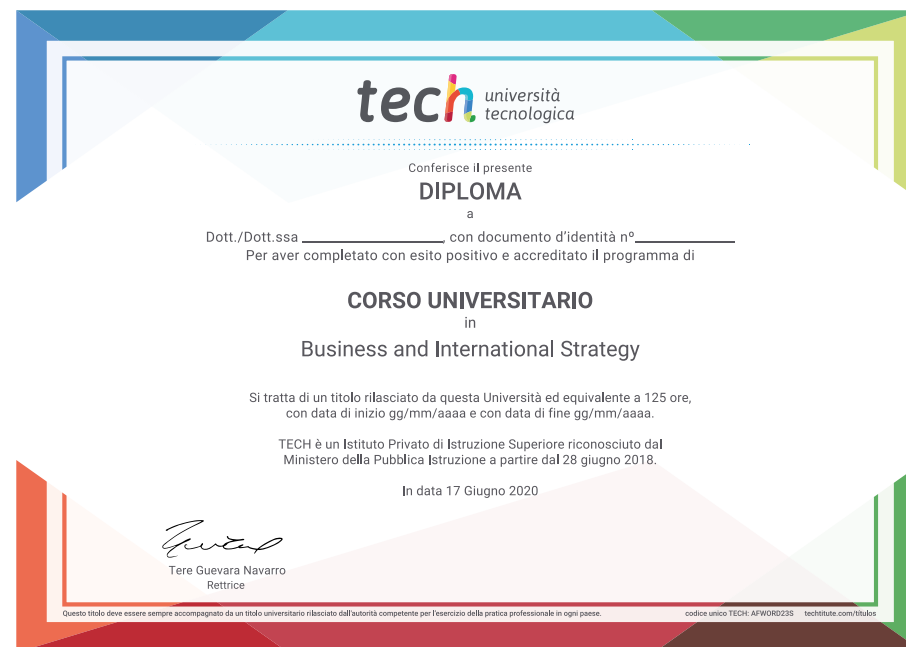 tech università
tecnologica
Conferisce il presente
DIPLOMA
a
Dott./Dott.ssa ____________________, con documento d'identità nº______________
Per aver completato con esito positivo e accreditato il programma di
CORSO UNIVERSITARIO
in
Business and International Strategy
Si tratta di un titolo rilasciato da questa Università ed equivalente a 125 ore,
con data di inizio gg/mm/aaaa e con data di fine gg/mm/aaaa.
TECH è un Istituto Privato di Istruzione Superiore riconosciuto dal
Ministero della Pubblica Istruzione a partire dal 28 giugno 2018.
In data 17 Giugno 2020
Tere Guevara Navarro
Rettrice
Questo titolo deve essere sempre accompagnato da un titolo universitario rilasciato dall'autorità competente per l'esercizio della pratica professionale in ogni paese. codice unico TECH: AFWORD23S techtitute.com/títulos